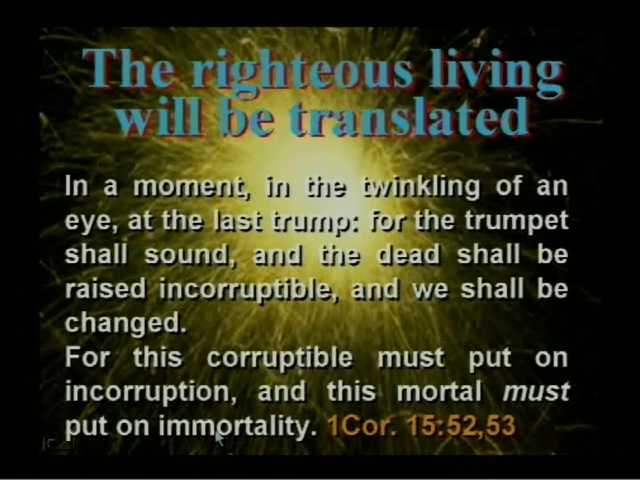 The righteous living
will be translated
In a moment, in the twinkling of an
eye, at the last trump: for the trumpet
shall sound, and the dead shall be
raised incorruptible, and we shall be
changed.
For this corruptible must put on
incorruption, and this mortal must
put on immortality. 1Cor. 15:52,53